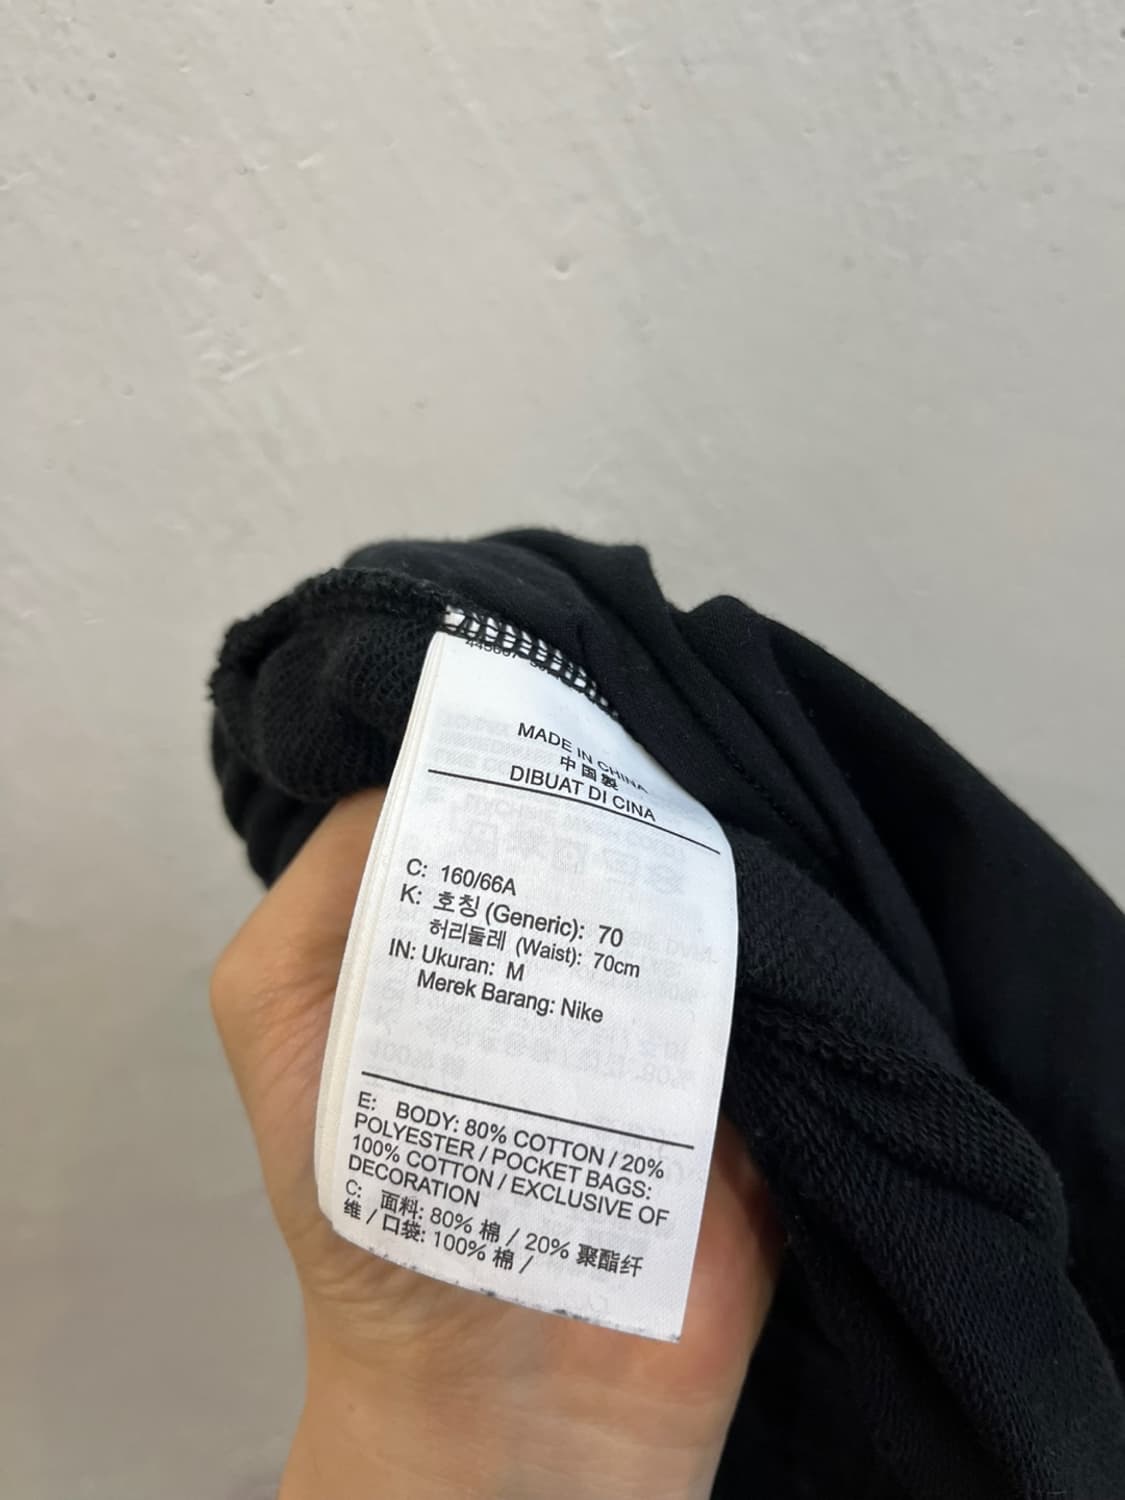 MADE IN CHINA
中国製
DIBUAT DI CINA
C: 160/66A
K: 호칭 (Generic): 70
허리둘레 (Waist): 70cm
IN: Ukuran: M
Merek Barang: Nike
E: BODY: 80% COTTON / 20%
POLYESTER / POCKET BAGS:
100% COTTON / EXCLUSIVE OF
DECORATION
C: 面料: 80% 棉 / 20% 聚酯纤
维 / 口袋: 100% 棉 /